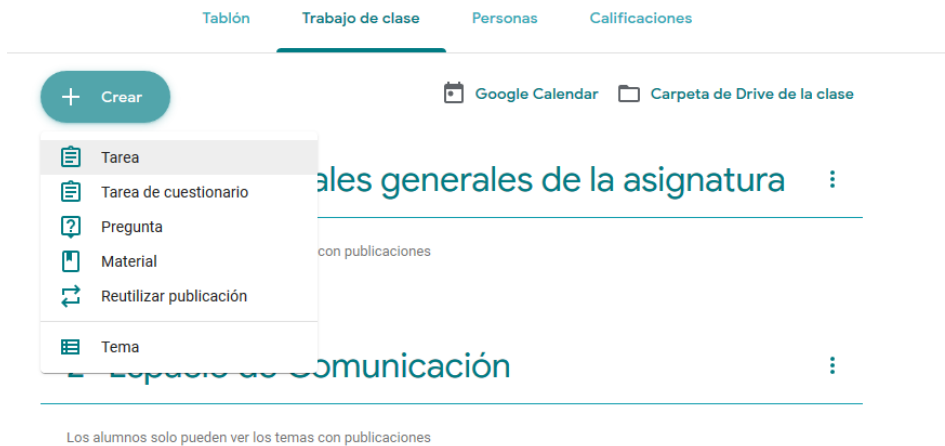 Tablón Trabajo de clase Personas Calificaciones
Crear
Google Calendar Carpeta de Drive de la clase
Tarea
Tarea de cuestionario
Pregunta
Material
Reutilizar publicación
Tema
ales generales de la asignatura
con publicaciones
Comunicación
Los alumnos solo pueden ver los temas con publicaciones